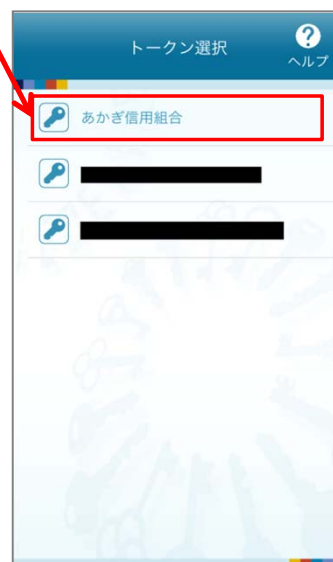 トークン選択
ヘルプ
あかぎ信用組合